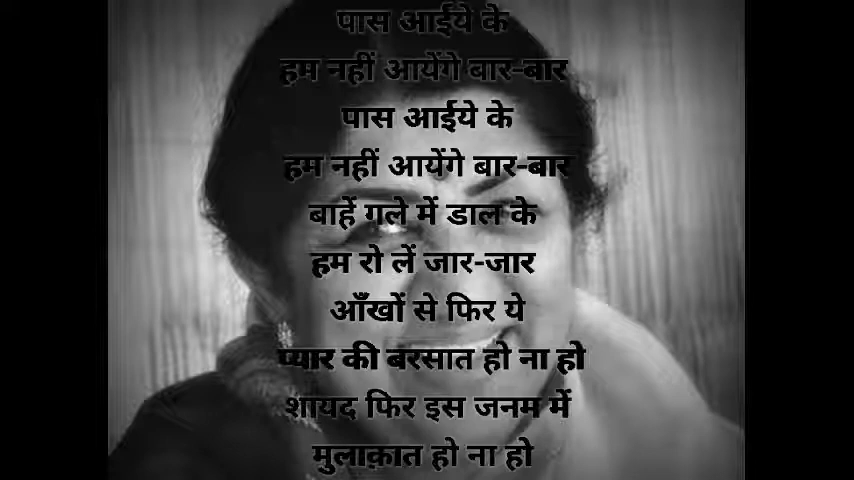 पास आईये के
हम नहीं आयेंगे बार-बार
पास आईये के
हम नहीं आयेंगे बार-बार
बाहें गले में डाल के
हम रो लें जार-जार
आँखों से फिर ये
प्यार की बरसात हो ना हो
शायद फिर इस जनम में
मुलाक़ात हो ना हो